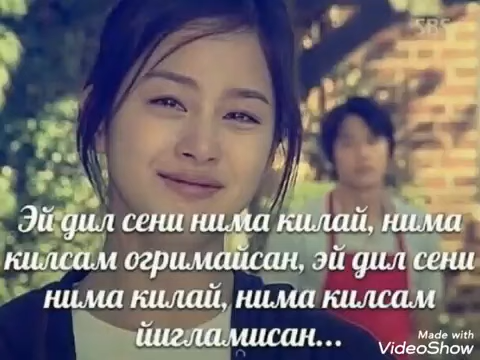 SBS
Эй дил сени нима килай, нима
килсам огримайсан, эй дил сени
нима килай, нима килсам
йигламисан...
Made with
VideoShow